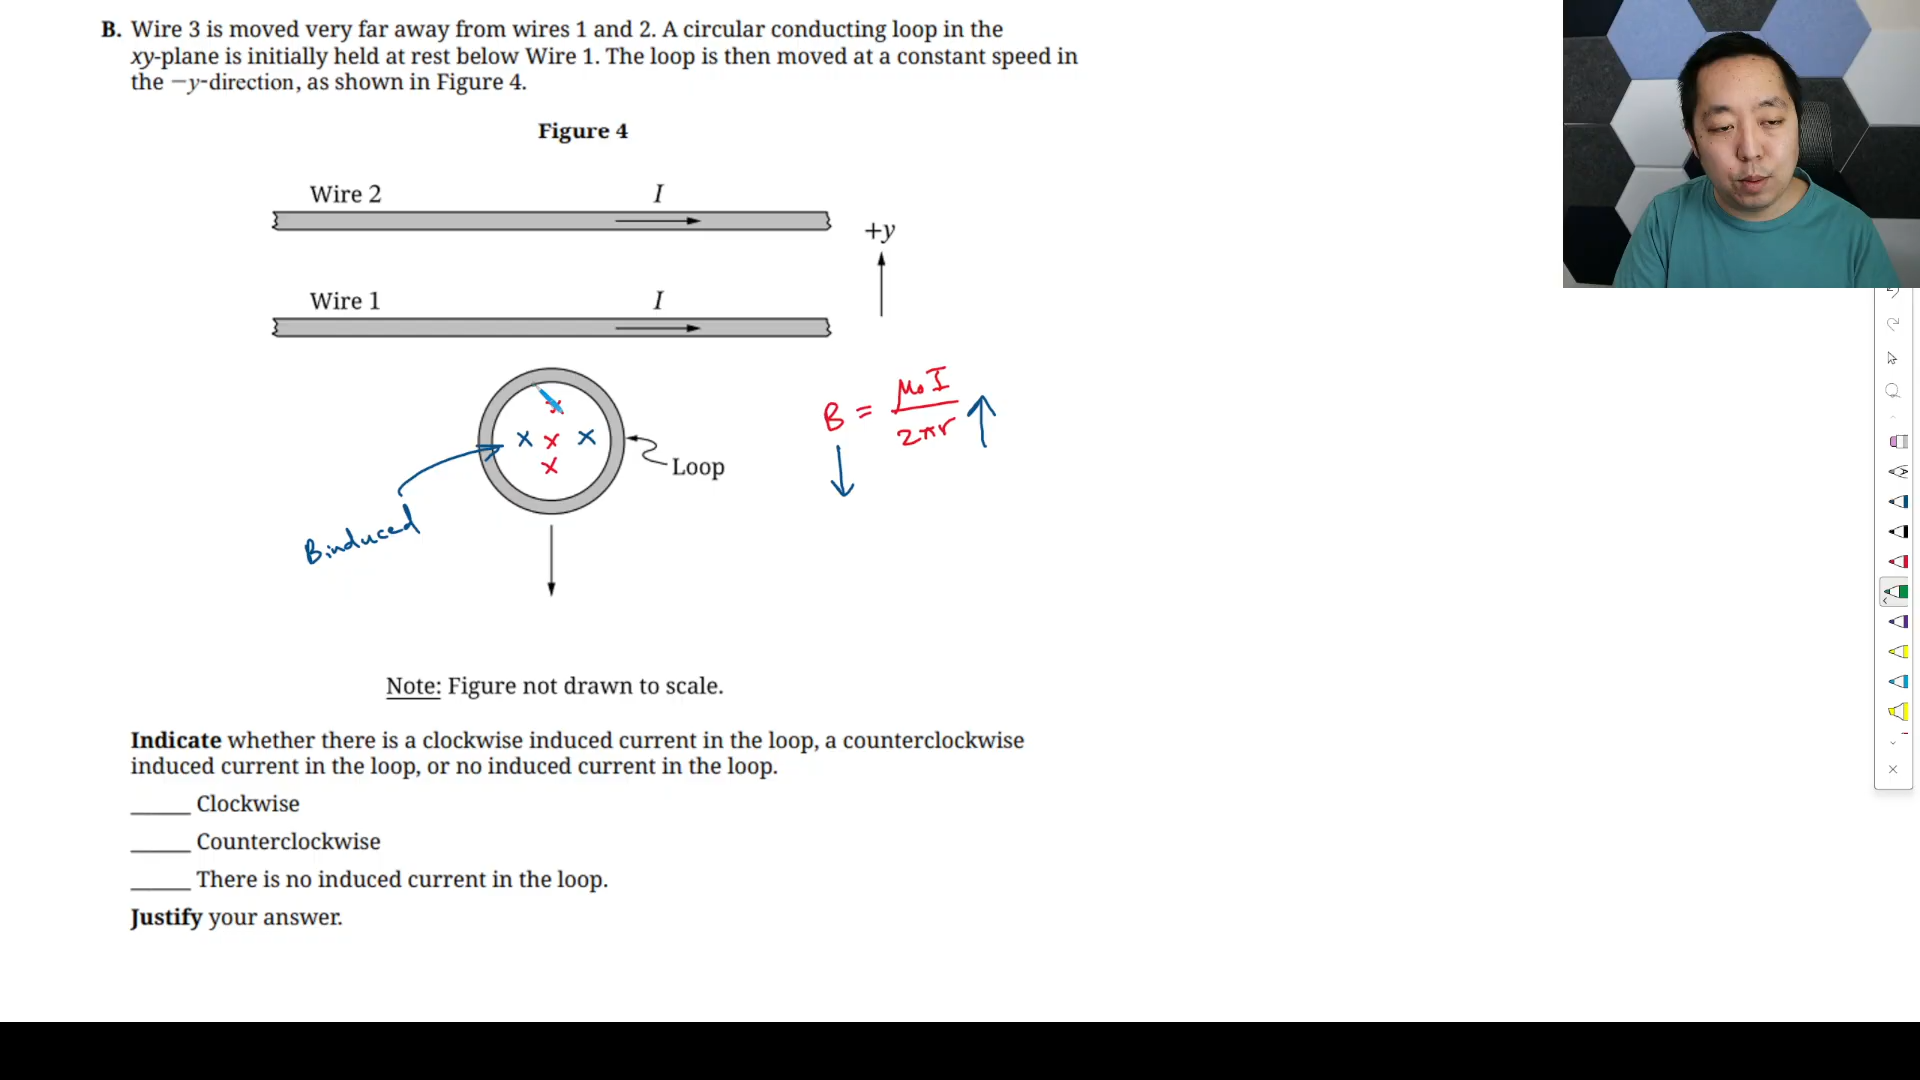 B. Wire 3 is moved very far away from wires 1 and 2. A circular conducting loop in the
xy-plane is initially held at rest below Wire 1. The loop is then moved at a constant speed in
the −y-direction, as shown in Figure 4.
Figure 4
Wire 2
I
+y
Wire 1
I
B = μ₀I / 2πr
x
x x x
x
Loop
Binduced
Note: Figure not drawn to scale.
Indicate whether there is a clockwise induced current in the loop, a counterclockwise
induced current in the loop, or no induced current in the loop.
_____ Clockwise
_____ Counterclockwise
_____ There is no induced current in the loop.
Justify your answer.